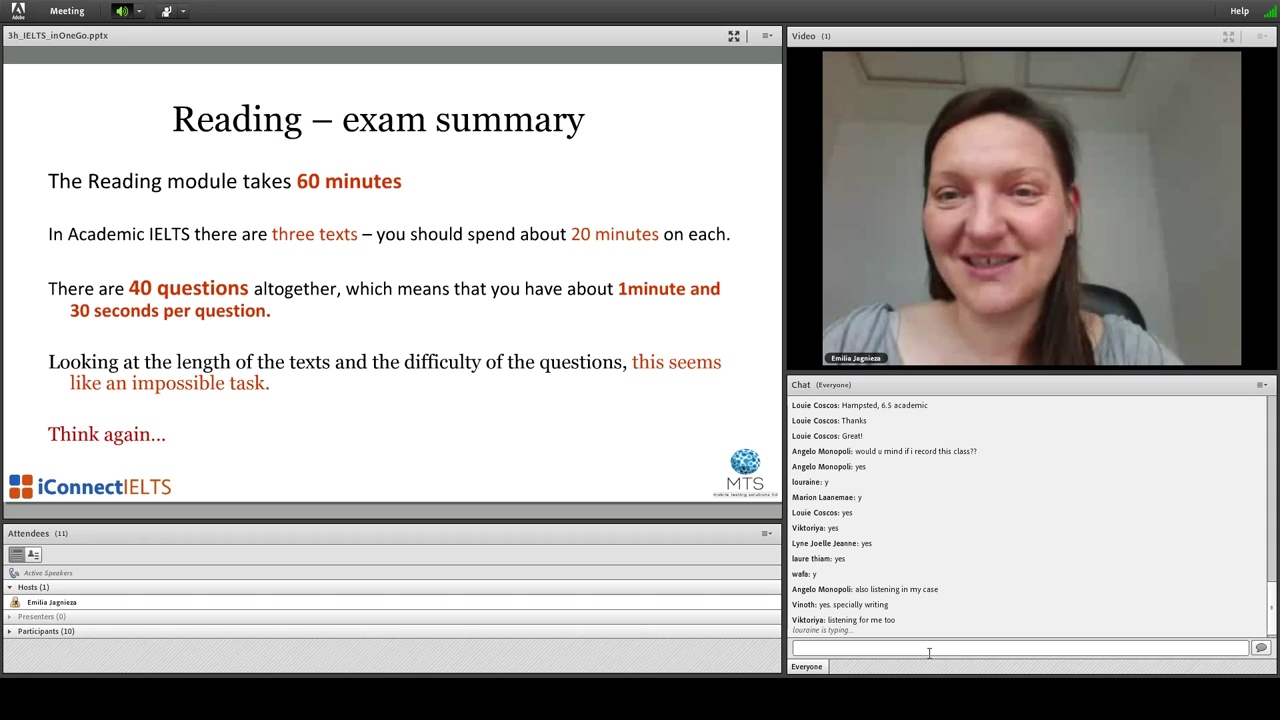 Meeting
Help
3h_IELTS_inOneGo.pptx
Reading – exam summary
The Reading module takes 60 minutes
In Academic IELTS there are three texts – you should spend about 20 minutes on each.
There are 40 questions altogether, which means that you have about 1minute and
30 seconds per question.
Looking at the length of the texts and the difficulty of the questions, this seems
like an impossible task.
Think again...
iConnectIELTS
MTS
mobile testing solutions ltd
Attendees (11)
Active Speakers
Hosts (1)
Emilia Jagnieza
Presenters (0)
Participants (10)
Video (1)
Emilia Jagnieza
Chat (Everyone)
Louie Coscos: Hampsted, 6.5 academic
Louie Coscos: Thanks
Louie Coscos: Great!
Angelo Monopoli: would u mind if i record this class??
Angelo Monopoli: yes
louraine: y
Marion Laanemae: y
Louie Coscos: yes
Viktoriya: yes
Lyne Joelle Jeanne: yes
laure thiam: yes
wafa: y
Angelo Monopoli: also listening in my case
Vinoth: yes. specially writing
Viktoriya: listening for me too
louraine is typing...
Everyone